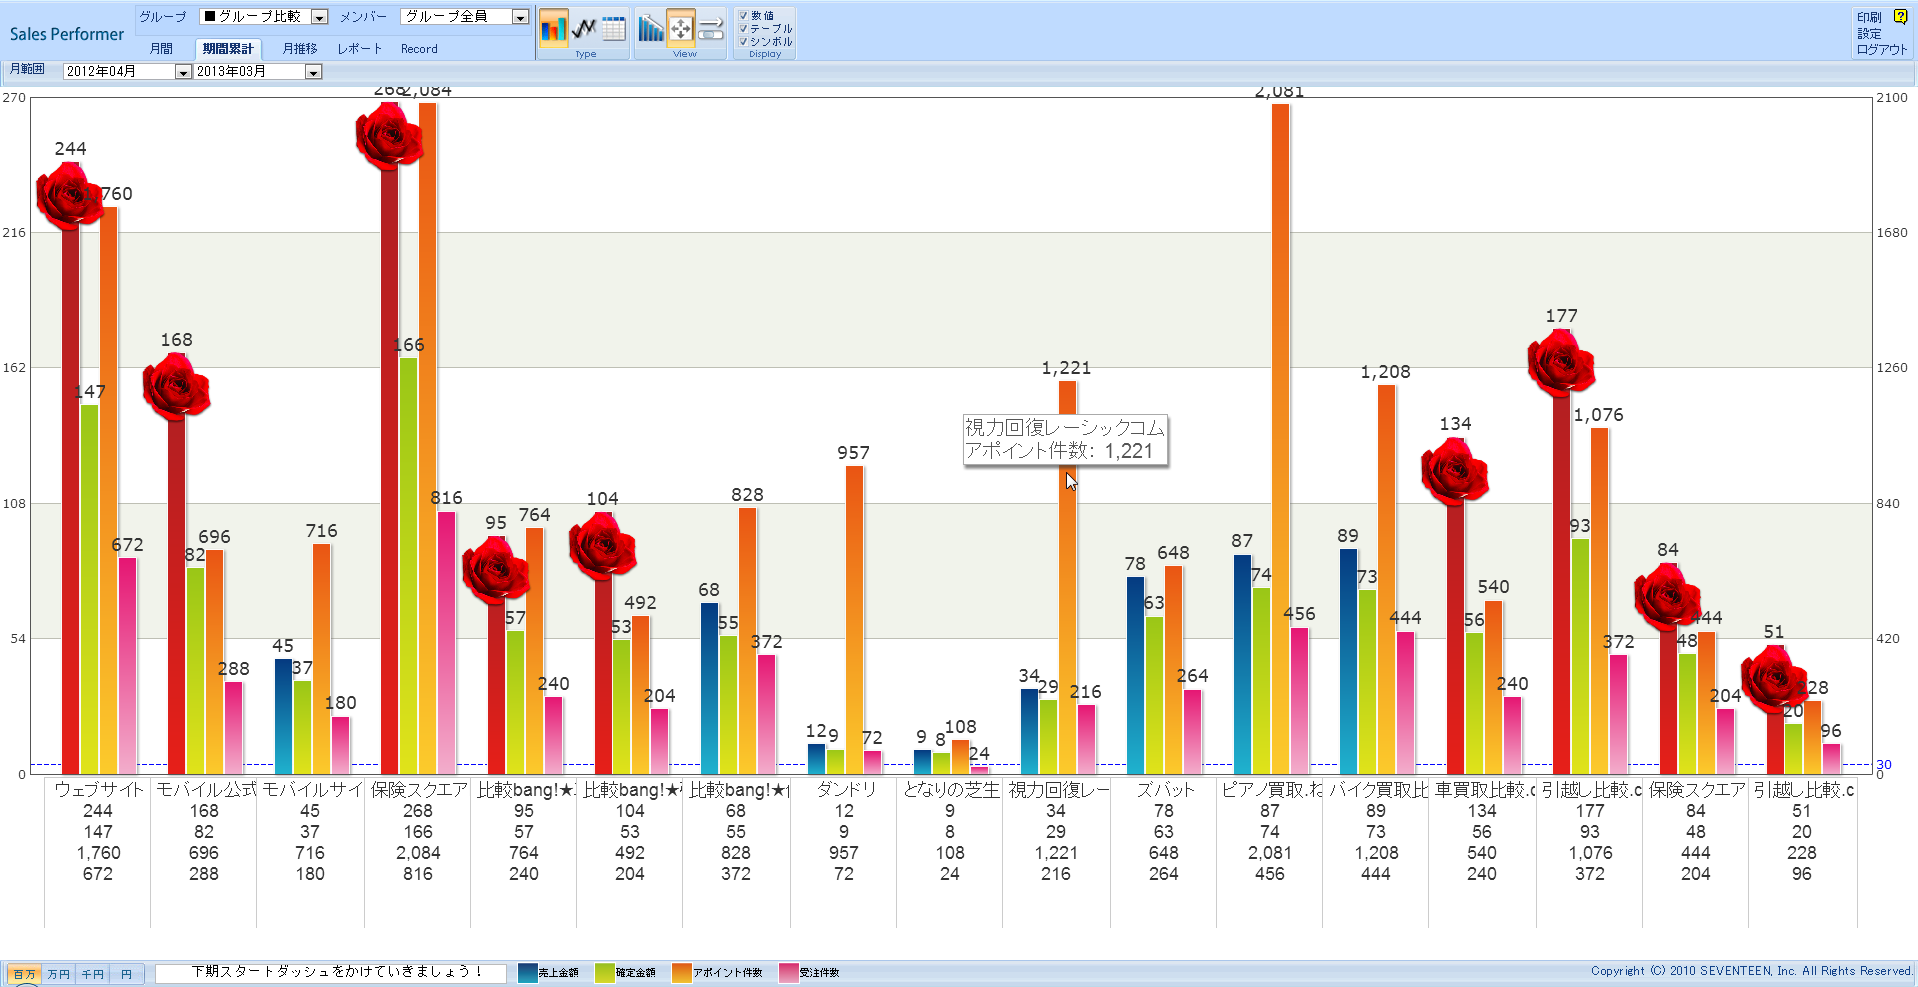 Sales Performer
グループ ■グループ比較 メンバー グループ全員
月間 期間累計 月推移 レポート Record
Type
View
数値
テーブル
シンボル
Display
印刷
設定
ログアウト
月範囲 2012年04月 2013年03月
270 2100
216 1680
162 1260
108 840
54 420
30
0 0
244 147 1,760 672
168 82 696 288
45 37 716 180
268 166 2,084 816
95 57 764 240
104 53 492 204
68 55 828 372
12 9 957 72
9 8 108 24
34 29 1,221 216
78 63 648 264
87 74 2,081 456
89 73 1,208 444
134 56 540 240
177 93 1,076 372
84 48 444 204
51 20 228 96
視力回復レーシックコム
アポイント件数: 1,221
ウェブサイト モバイル公式 モバイルサイ 保険スクエア 比較bang!★ 比較bang!★ 比較bang!★ ダンドリ となりの芝生 視力回復レー ズバット ピアノ買取.ね バイク買取比 車買取比較.c 引越し比較.c 保険スクエア 引越し比較.c
244 168 45 268 95 104 68 12 9 34 78 87 89 134 177 84 51
147 82 37 166 57 53 55 9 8 29 63 74 73 56 93 48 20
1,760 696 716 2,084 764 492 828 957 108 1,221 648 2,081 1,208 540 1,076 444 228
672 288 180 816 240 204 372 72 24 216 264 456 444 240 372 204 96
百万 万円 千円 円 下期スタートダッシュをかけていきましょう! 売上金額 確定金額 アポイント件数 受注件数
Copyright (C) 2010 SEVENTEEN, Inc. All Rights Reserved.